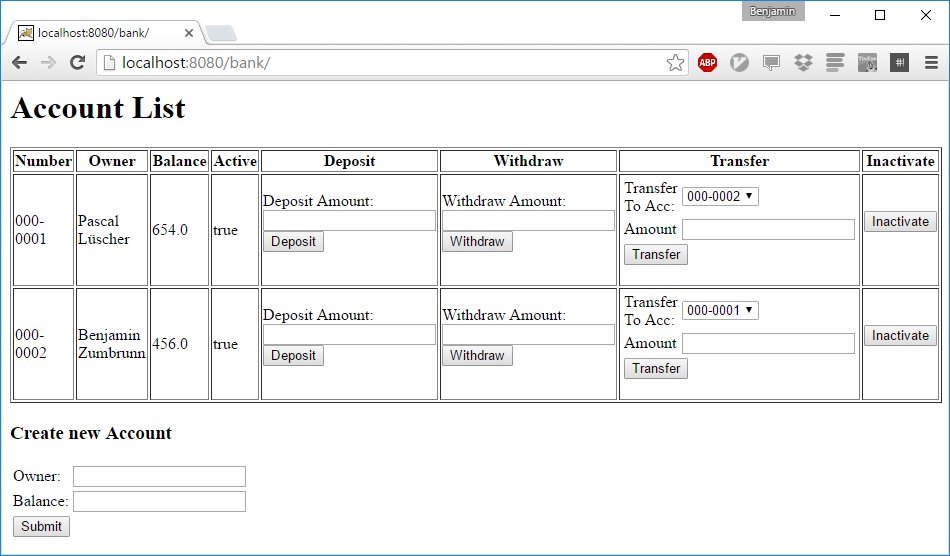 Benjamin
localhost:8080/bank/
localhost:8080/bank/
ABP
#!
Account List
Number Owner Balance Active Deposit Withdraw Transfer Inactivate
000-
0001
Pascal
Lüscher
654.0
true
Deposit Amount:
Deposit
Withdraw Amount:
Withdraw
Transfer
To Acc:
000-0002
Amount
Transfer
Inactivate
000-
0002
Benjamin
Zumbrunn
456.0
true
Deposit Amount:
Deposit
Withdraw Amount:
Withdraw
Transfer
To Acc:
000-0001
Amount
Transfer
Inactivate
Create new Account
Owner:
Balance:
Submit